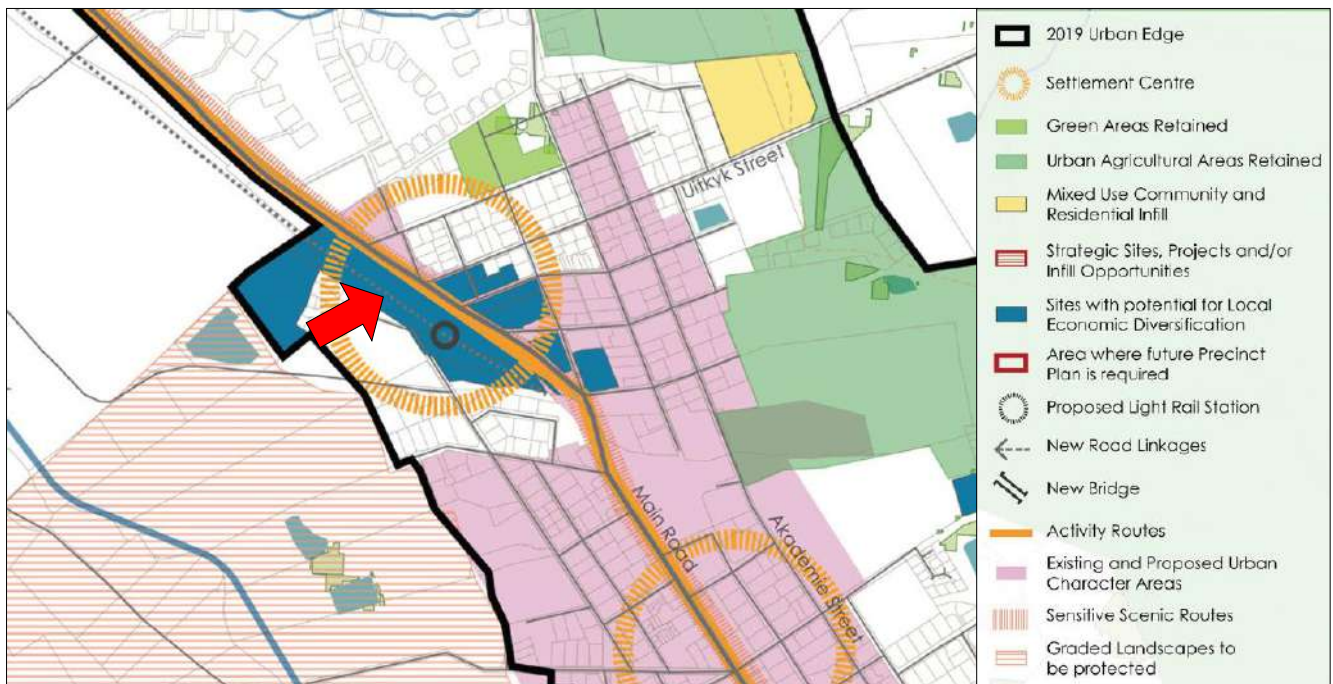 Uitkyk Street
Main Road
Akademie Street
2019 Urban Edge
Settlement Centre
Green Areas Retained
Urban Agricultural Areas Retained
Mixed Use Community and
Residential Infill
Strategic Sites, Projects and/or
Infill Opportunities
Sites with potential for Local
Economic Diversification
Area where future Precinct
Plan is required
Proposed Light Rail Station
New Road Linkages
New Bridge
Activity Routes
Existing and Proposed Urban
Character Areas
Sensitive Scenic Routes
Graded Landscapes to
be protected